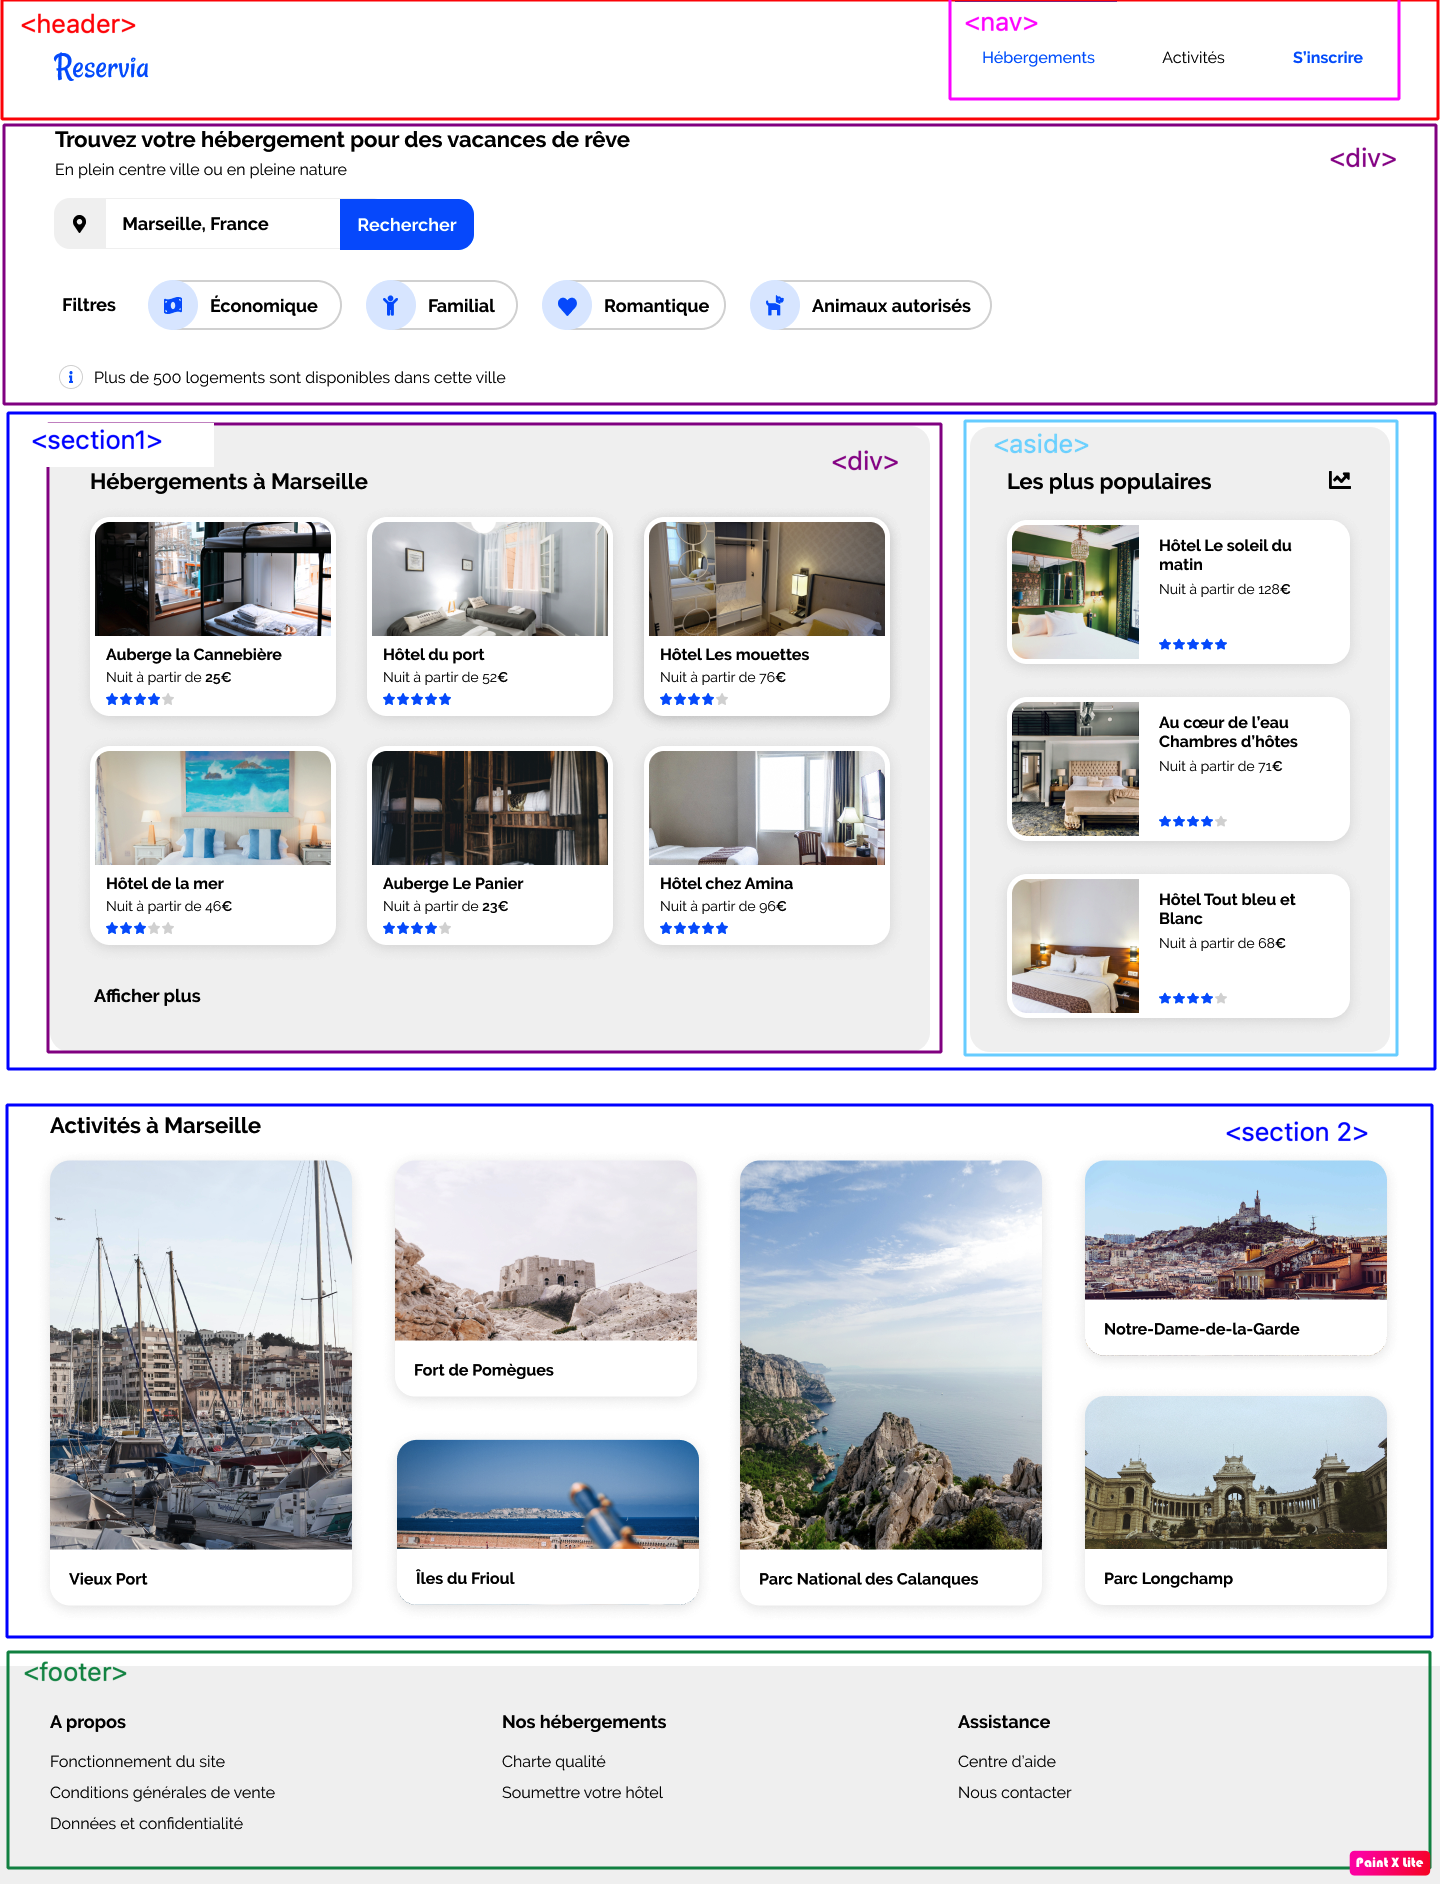 <header>
Reservia
<nav>
Hébergements
Activités
S'inscrire
Trouvez votre hébergement pour des vacances de rêve
<div>
En plein centre ville ou en pleine nature
Marseille, France
Rechercher
Filtres
Économique
Familial
Romantique
Animaux autorisés
Plus de 500 logements sont disponibles dans cette ville
<section1>
<div>
Hébergements à Marseille
Auberge la Cannebière
Nuit à partir de 25€
Hôtel du port
Nuit à partir de 52€
Hôtel Les mouettes
Nuit à partir de 76€
Hôtel de la mer
Nuit à partir de 46€
Auberge Le Panier
Nuit à partir de 23€
Hôtel chez Amina
Nuit à partir de 96€
Afficher plus
<aside>
Les plus populaires
Hôtel Le soleil du
matin
Nuit à partir de 128€
Au cœur de l'eau
Chambres d'hôtes
Nuit à partir de 71€
Hôtel Tout bleu et
Blanc
Nuit à partir de 68€
Activités à Marseille
<section 2>
Vieux Port
Fort de Pomègues
Îles du Frioul
Parc National des Calanques
Notre-Dame-de-la-Garde
Parc Longchamp
<footer>
A propos
Fonctionnement du site
Conditions générales de vente
Données et confidentialité
Nos hébergements
Charte qualité
Soumettre votre hôtel
Assistance
Centre d'aide
Nous contacter
Paint X Lite